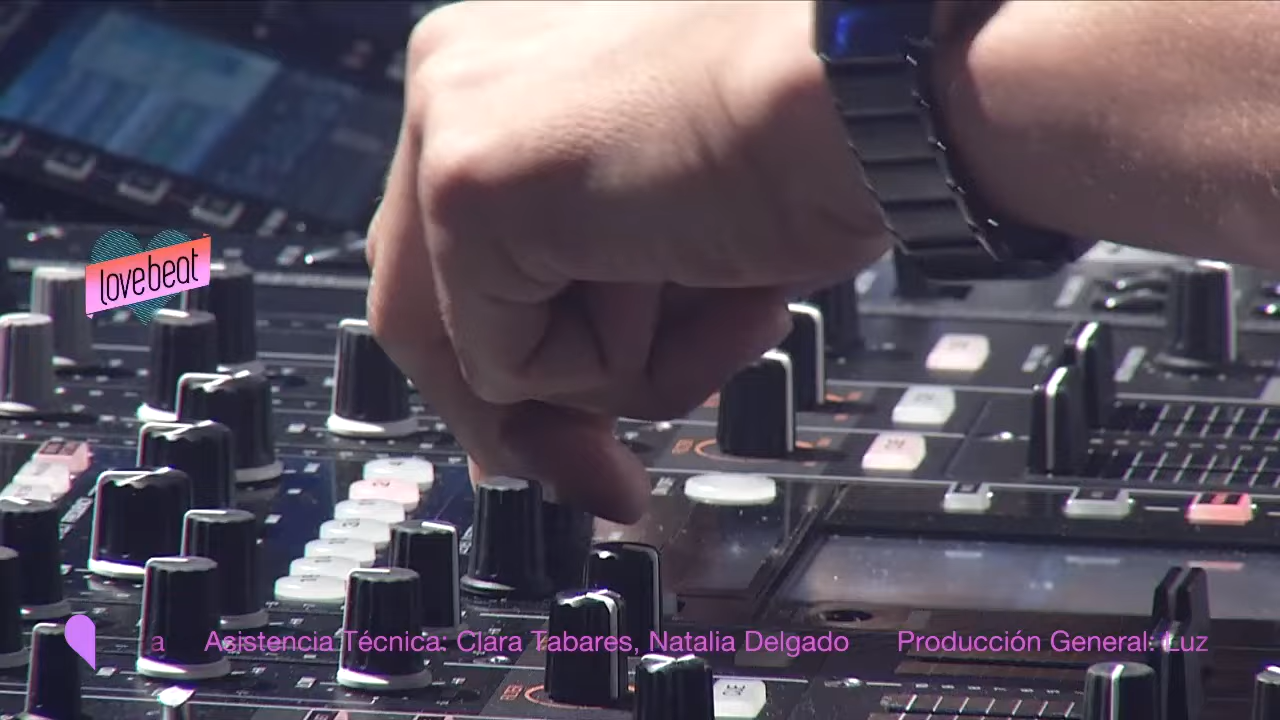 lovebeat
a Asistencia Técnica: Clara Tabares, Natalia Delgado Producción General: Luz